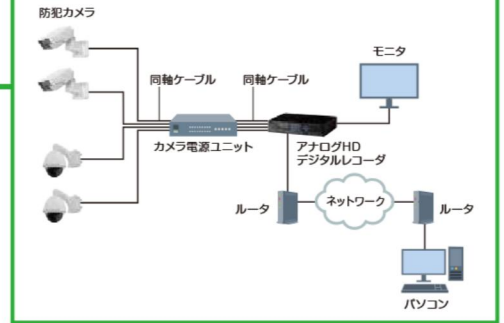 防犯カメラ
モニタ
同軸ケーブル
同軸ケーブル
カメラ電源ユニット
アナログHD
デジタルレコーダ
ルータ
ネットワーク
ルータ
パソコン